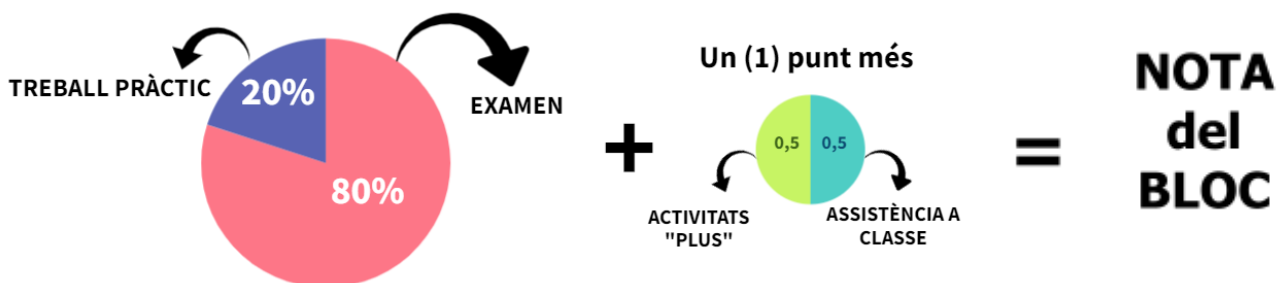 TREBALL PRÀCTIC
20%
80%
EXAMEN
+
Un (1) punt més
0,5
0,5
ACTIVITATS
"PLUS"
ASSISTÈNCIA A
CLASSE
=
NOTA
del
BLOC